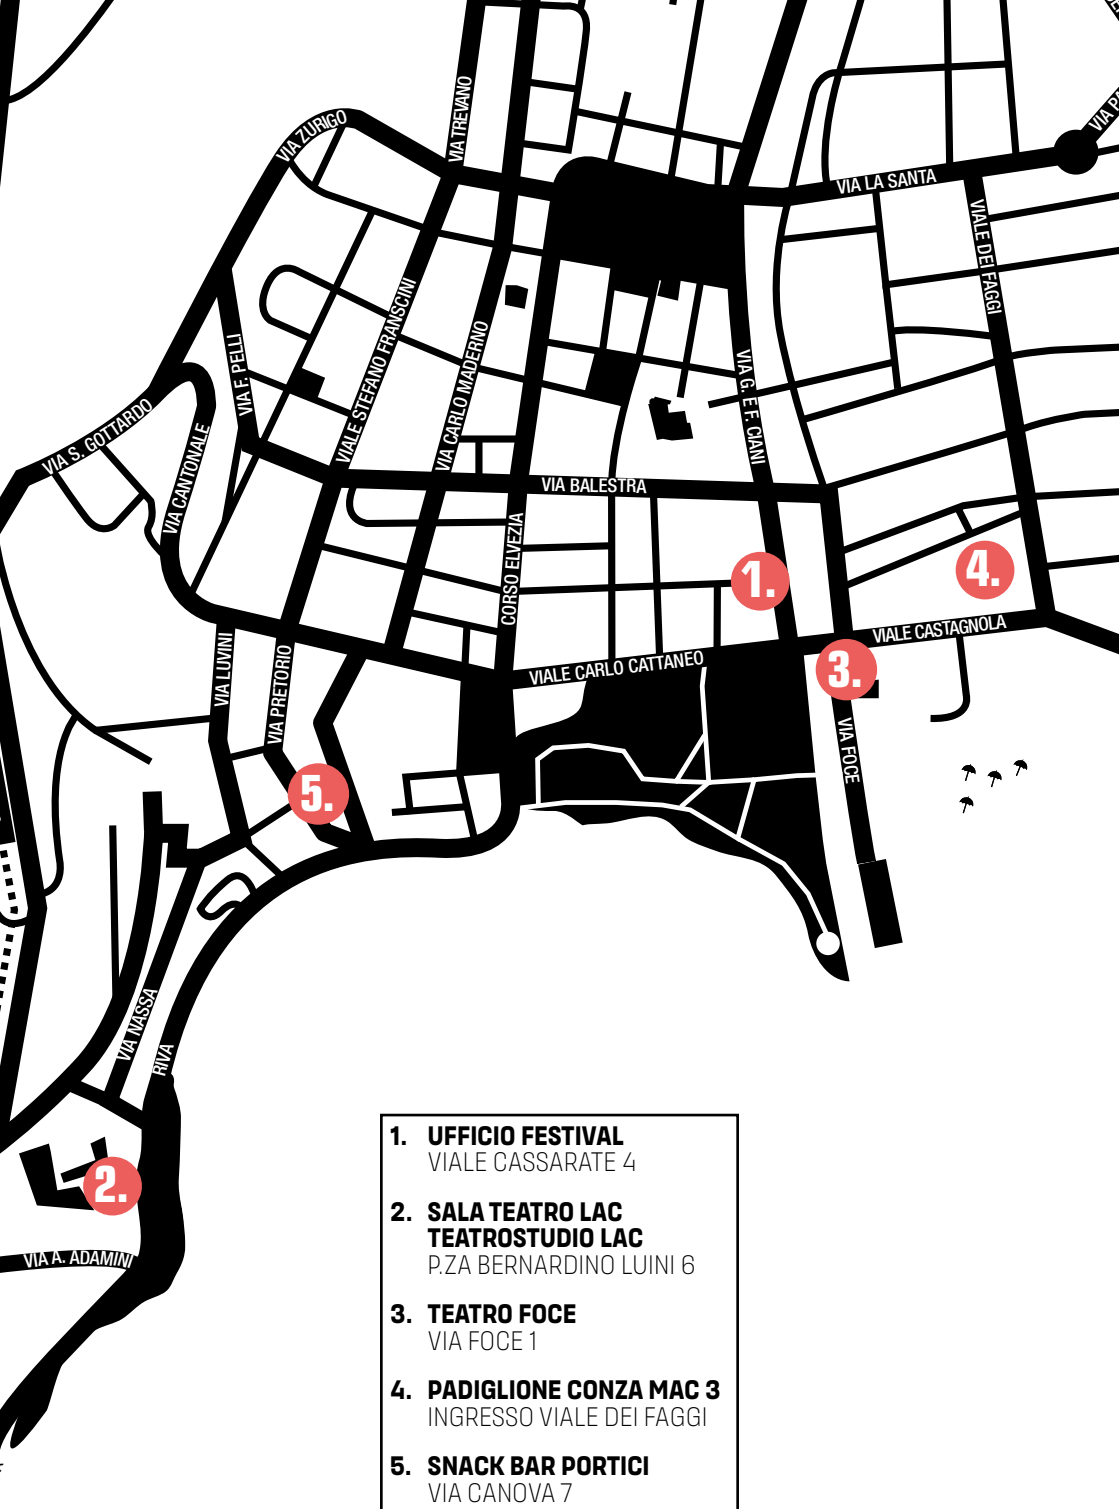 VIA TREVANO
VIA ZURIGO
VIA LA SANTA
VIALE DEI FAGGI
VIALE STEFANO FRANSCINI
VIA F. PELLI
VIA CARLO MADERNO
VIA G. E F. CIANI
VIA S. GOTTARDO
VIA CANTONALE
VIA BALESTRA
CORSO ELVEZIA
1.
4.
VIALE CASTAGNOLA
VIALE CARLO CATTANEO
3.
VIA LUVINI
VIA PRETORIO
VIA FOCE
5.
VIA NASSA
RIVA
2.
VIA A. ADAMINI
1. UFFICIO FESTIVAL
VIALE CASSARATE 4
2. SALA TEATRO LAC
TEATROSTUDIO LAC
P.ZA BERNARDINO LUINI 6
3. TEATRO FOCE
VIA FOCE 1
4. PADIGLIONE CONZA MAC 3
INGRESSO VIALE DEI FAGGI
5. SNACK BAR PORTICI
VIA CANOVA 7